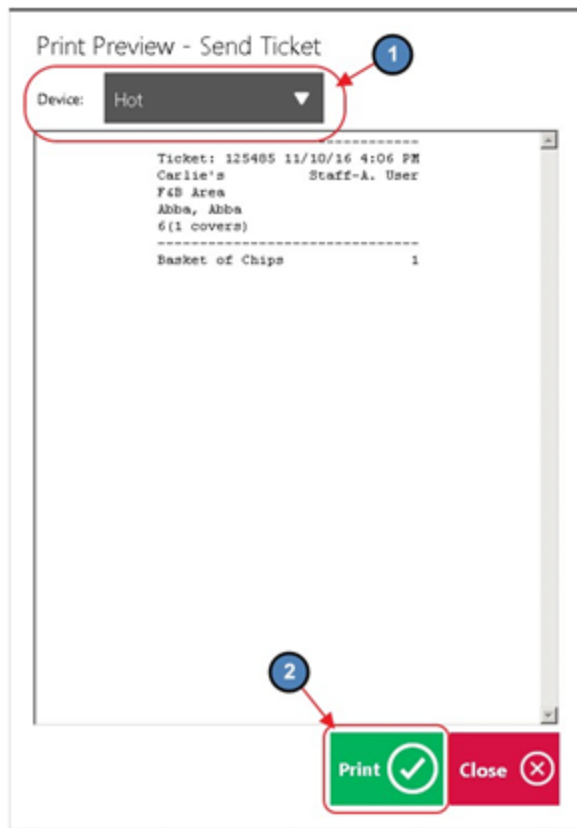 Print Preview - Send Ticket
1
Device: Hot
------------
Ticket: 125485 11/10/16 4:06 PM
Carlie's Staff-A. User
F&B Area
Abba, Abba
6(1 covers)
-------------------------------
Basket of Chips 1
2
Print Close